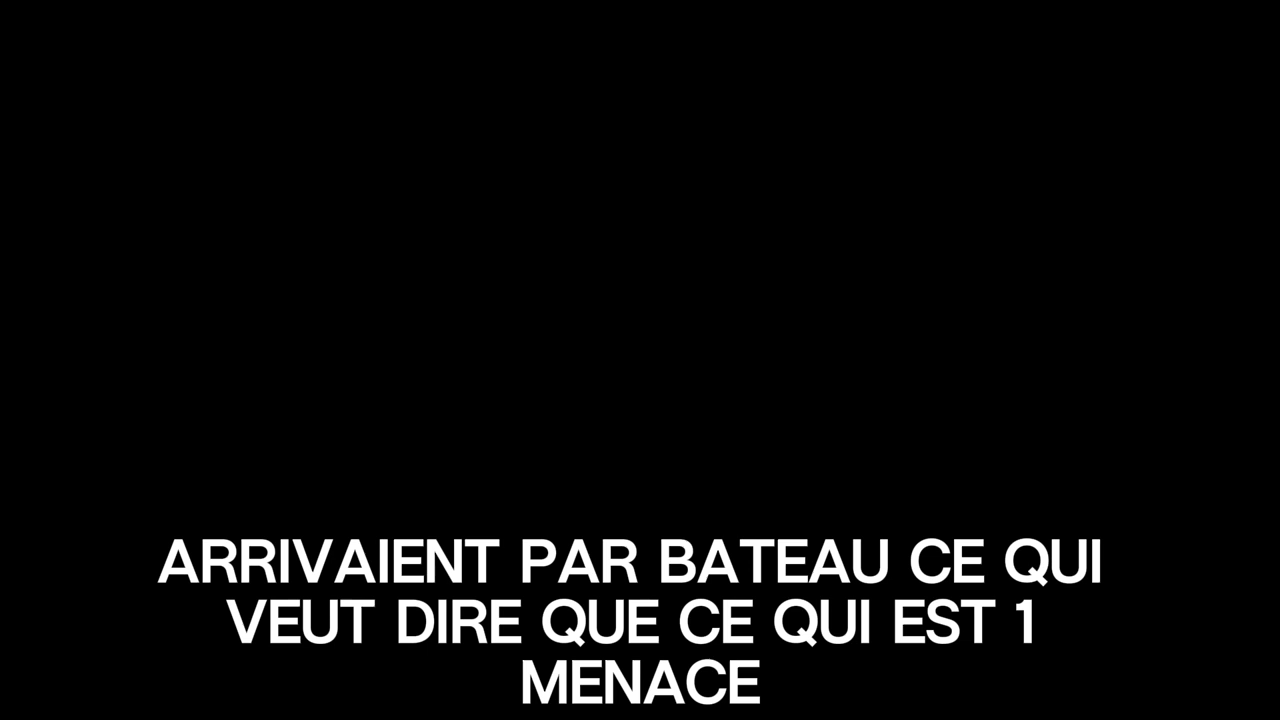 ARRIVAIENT PAR BATEAU CE QUI
VEUT DIRE QUE CE QUI EST 1
MENACE